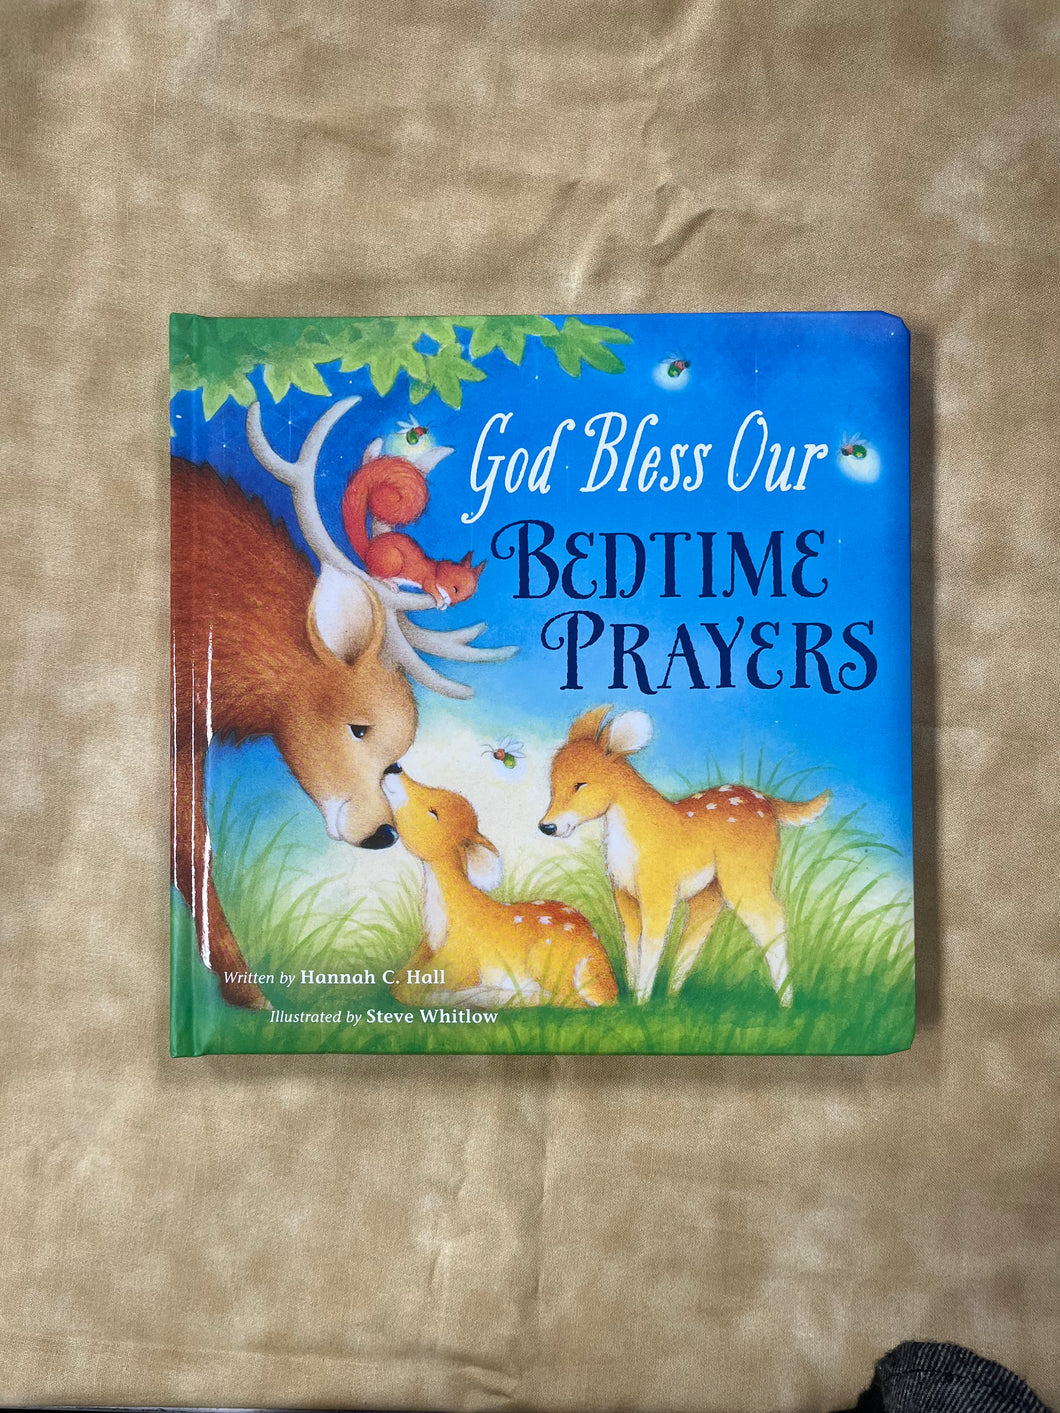 God Bless Our
BEDTIME
PRAYERS
Written by Hannah C. Hall
Illustrated by Steve Whitlow